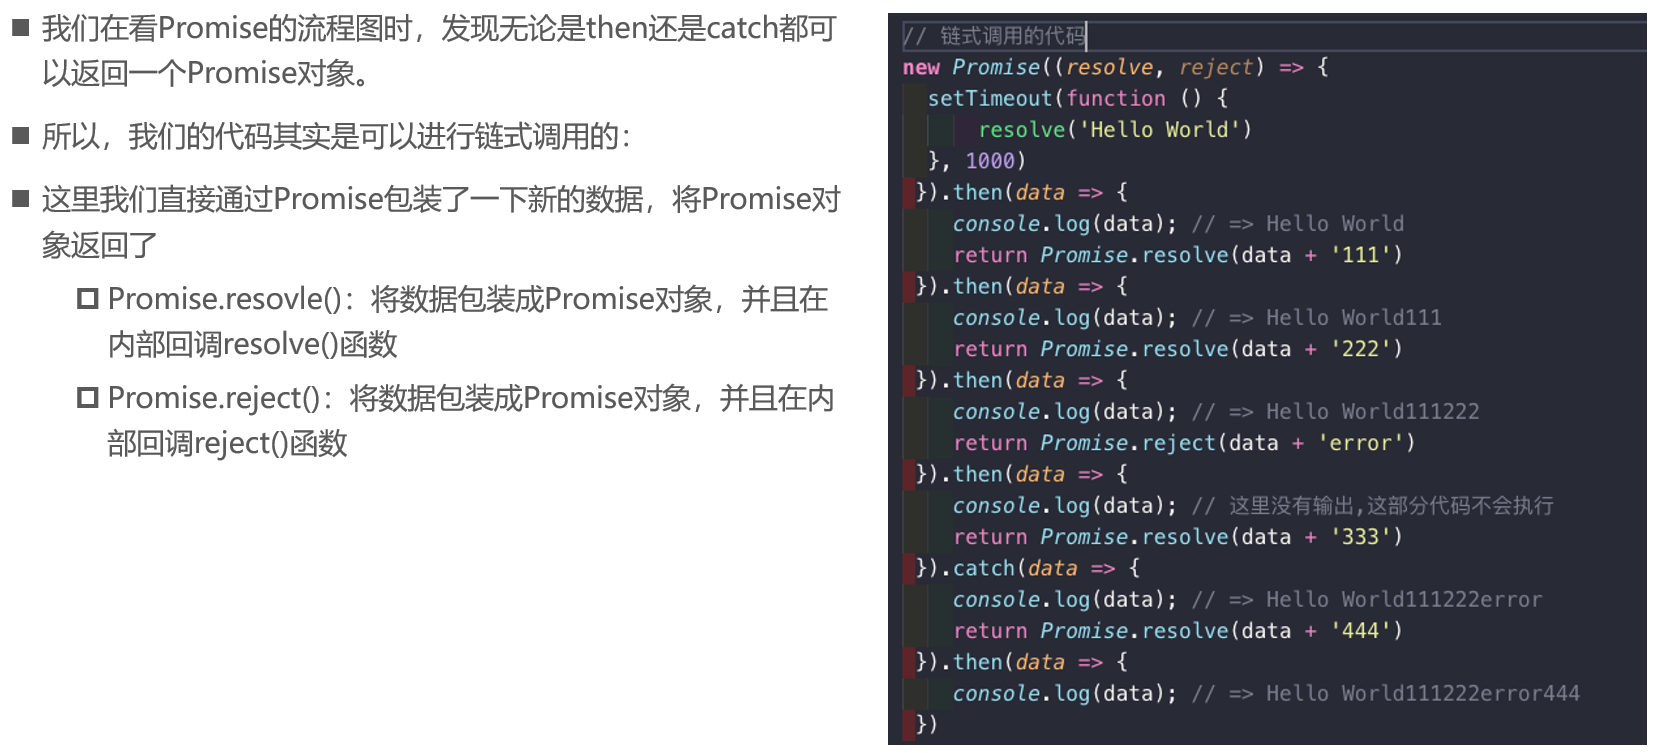 我们在看Promise的流程图时，发现无论是then还是catch都可
以返回一个Promise对象。
所以，我们的代码其实是可以进行链式调用的：
这里我们直接通过Promise包装了一下新的数据，将Promise对
象返回了
Promise.resovle()：将数据包装成Promise对象，并且在
内部回调resolve()函数
Promise.reject()：将数据包装成Promise对象，并且在内
部回调reject()函数
// 链式调用的代码
new Promise((resolve, reject) => {
setTimeout(function () {
resolve('Hello World')
}, 1000)
}).then(data => {
console.log(data); // => Hello World
return Promise.resolve(data + '111')
}).then(data => {
console.log(data); // => Hello World111
return Promise.resolve(data + '222')
}).then(data => {
console.log(data); // => Hello World111222
return Promise.reject(data + 'error')
}).then(data => {
console.log(data); // 这里没有输出,这部分代码不会执行
return Promise.resolve(data + '333')
}).catch(data => {
console.log(data); // => Hello World111222error
return Promise.resolve(data + '444')
}).then(data => {
console.log(data); // => Hello World111222error444
})